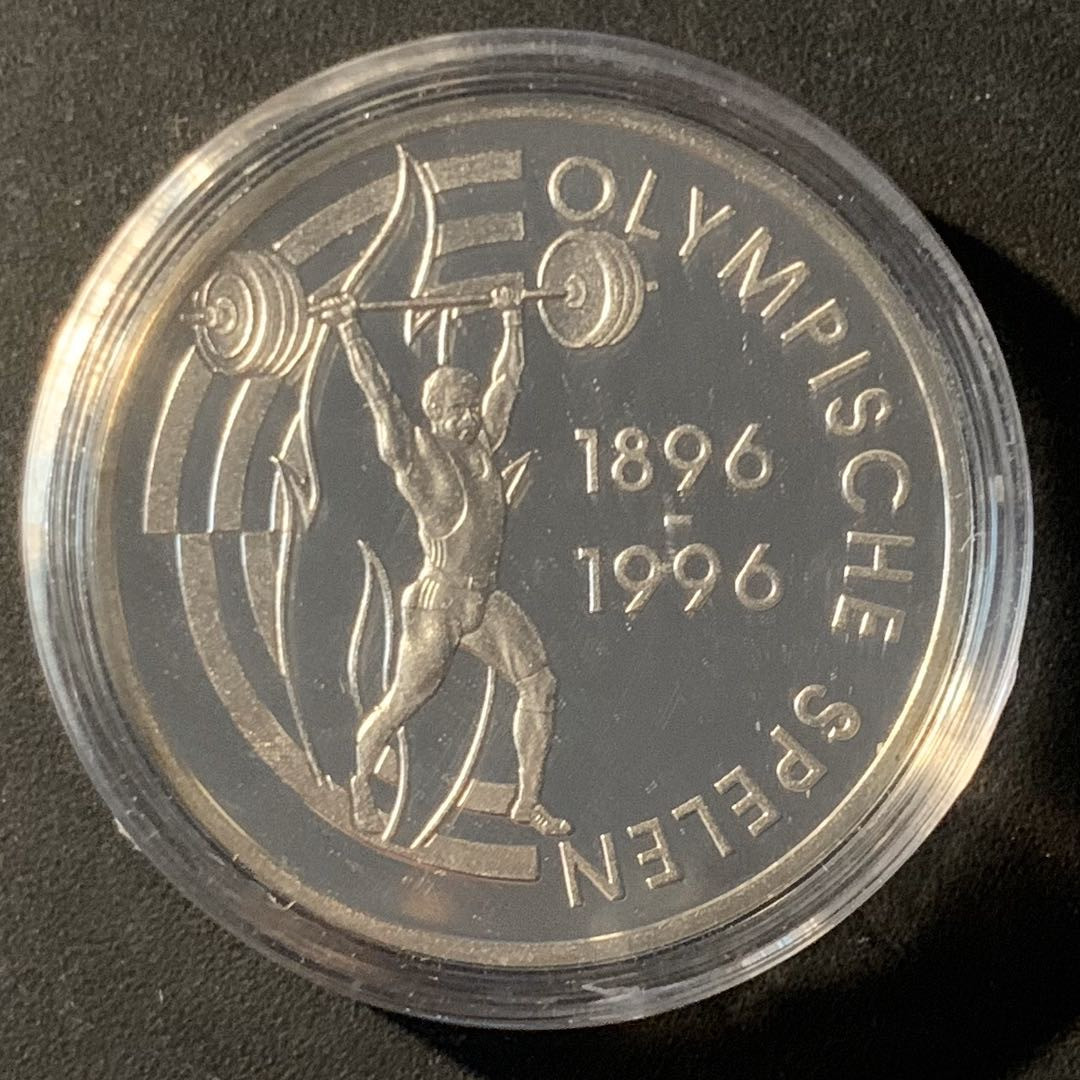 OLYMPISCHE SPELEN
1896
-
1996